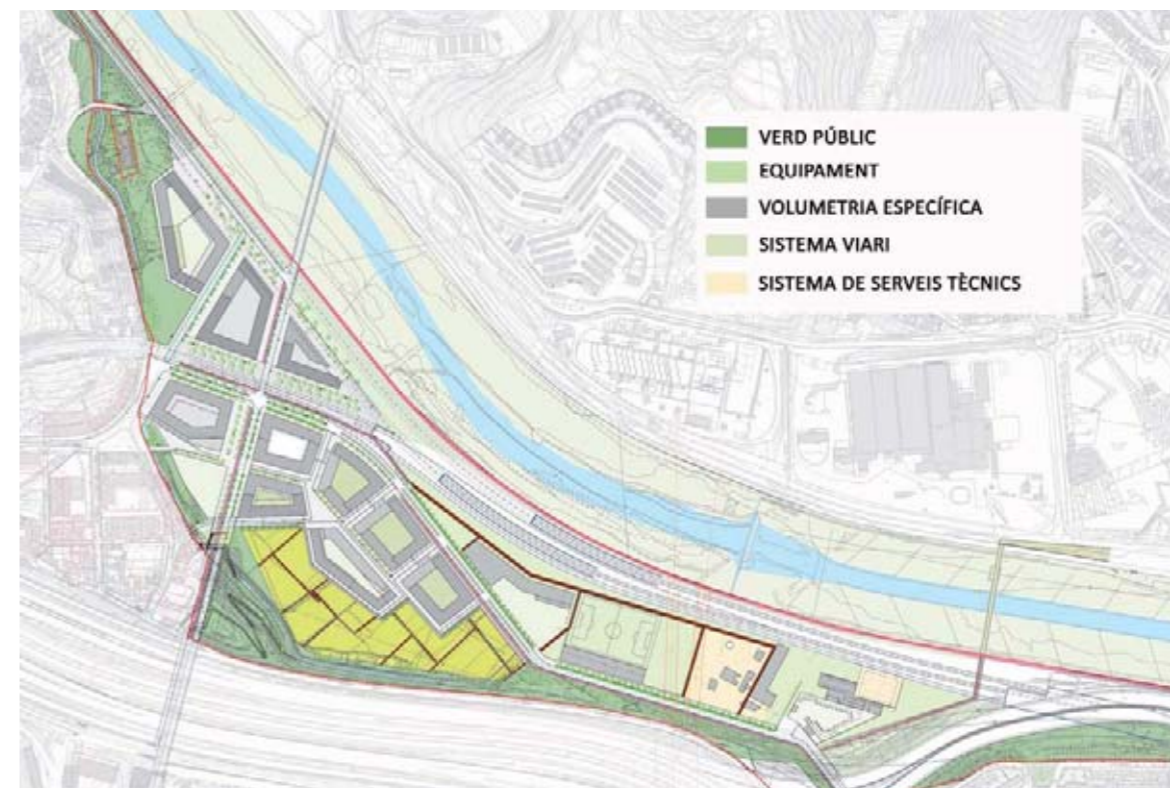 VERD PÚBLIC
EQUIPAMENT
VOLUMETRIA ESPECÍFICA
SISTEMA VIARI
SISTEMA DE SERVEIS TÈCNICS